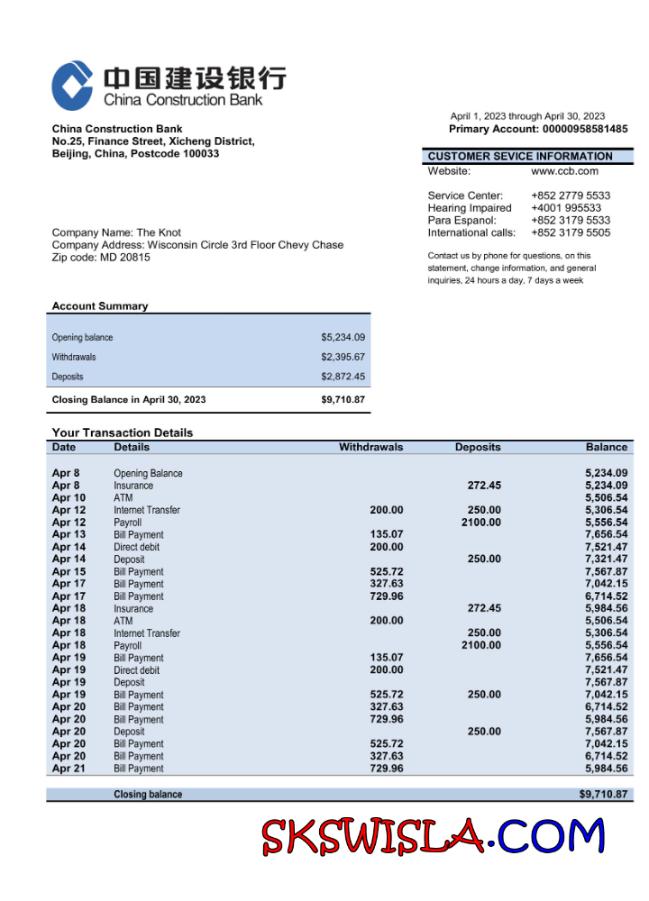 中国建设银行
China Construction Bank
April 1, 2023 through April 30, 2023
Primary Account: 00000958581485
China Construction Bank
No.25, Finance Street, Xicheng District,
Beijing, China, Postcode 100033
CUSTOMER SEVICE INFORMATION
Website: www.ccb.com
Service Center: +852 2779 5533
Hearing Impaired +4001 995533
Para Espanol: +852 3179 5533
International calls: +852 3179 5505
Contact us by phone for questions, on this
statement, change information, and general
inquiries, 24 hours a day, 7 days a week
Company Name: The Knot
Company Address: Wisconsin Circle 3rd Floor Chevy Chase
Zip code: MD 20815
Account Summary
Opening balance $5,234.09
Withdrawals $2,395.67
Deposits $2,872.45
Closing Balance in April 30, 2023 $9,710.87
Your Transaction Details
Date Details Withdrawals Deposits Balance
Apr 8 Opening Balance 5,234.09
Apr 8 Insurance 272.45 5,234.09
Apr 10 ATM 5,506.54
Apr 12 Internet Transfer 200.00 250.00 5,306.54
Apr 12 Payroll 2100.00 5,556.54
Apr 13 Bill Payment 135.07 7,656.54
Apr 14 Direct debit 200.00 7,521.47
Apr 14 Deposit 250.00 7,321.47
Apr 15 Bill Payment 525.72 7,567.87
Apr 17 Bill Payment 327.63 7,042.15
Apr 17 Bill Payment 729.96 6,714.52
Apr 18 Insurance 272.45 5,984.56
Apr 18 ATM 200.00 5,506.54
Apr 18 Internet Transfer 250.00 5,306.54
Apr 18 Payroll 2100.00 5,556.54
Apr 19 Bill Payment 135.07 7,656.54
Apr 19 Direct debit 200.00 7,521.47
Apr 19 Deposit 7,567.87
Apr 19 Bill Payment 525.72 250.00 7,042.15
Apr 20 Bill Payment 327.63 6,714.52
Apr 20 Bill Payment 729.96 5,984.56
Apr 20 Deposit 250.00 7,567.87
Apr 20 Bill Payment 525.72 7,042.15
Apr 20 Bill Payment 327.63 6,714.52
Apr 21 Bill Payment 729.96 5,984.56
Closing balance $9,710.87
SKSWISLA.COM